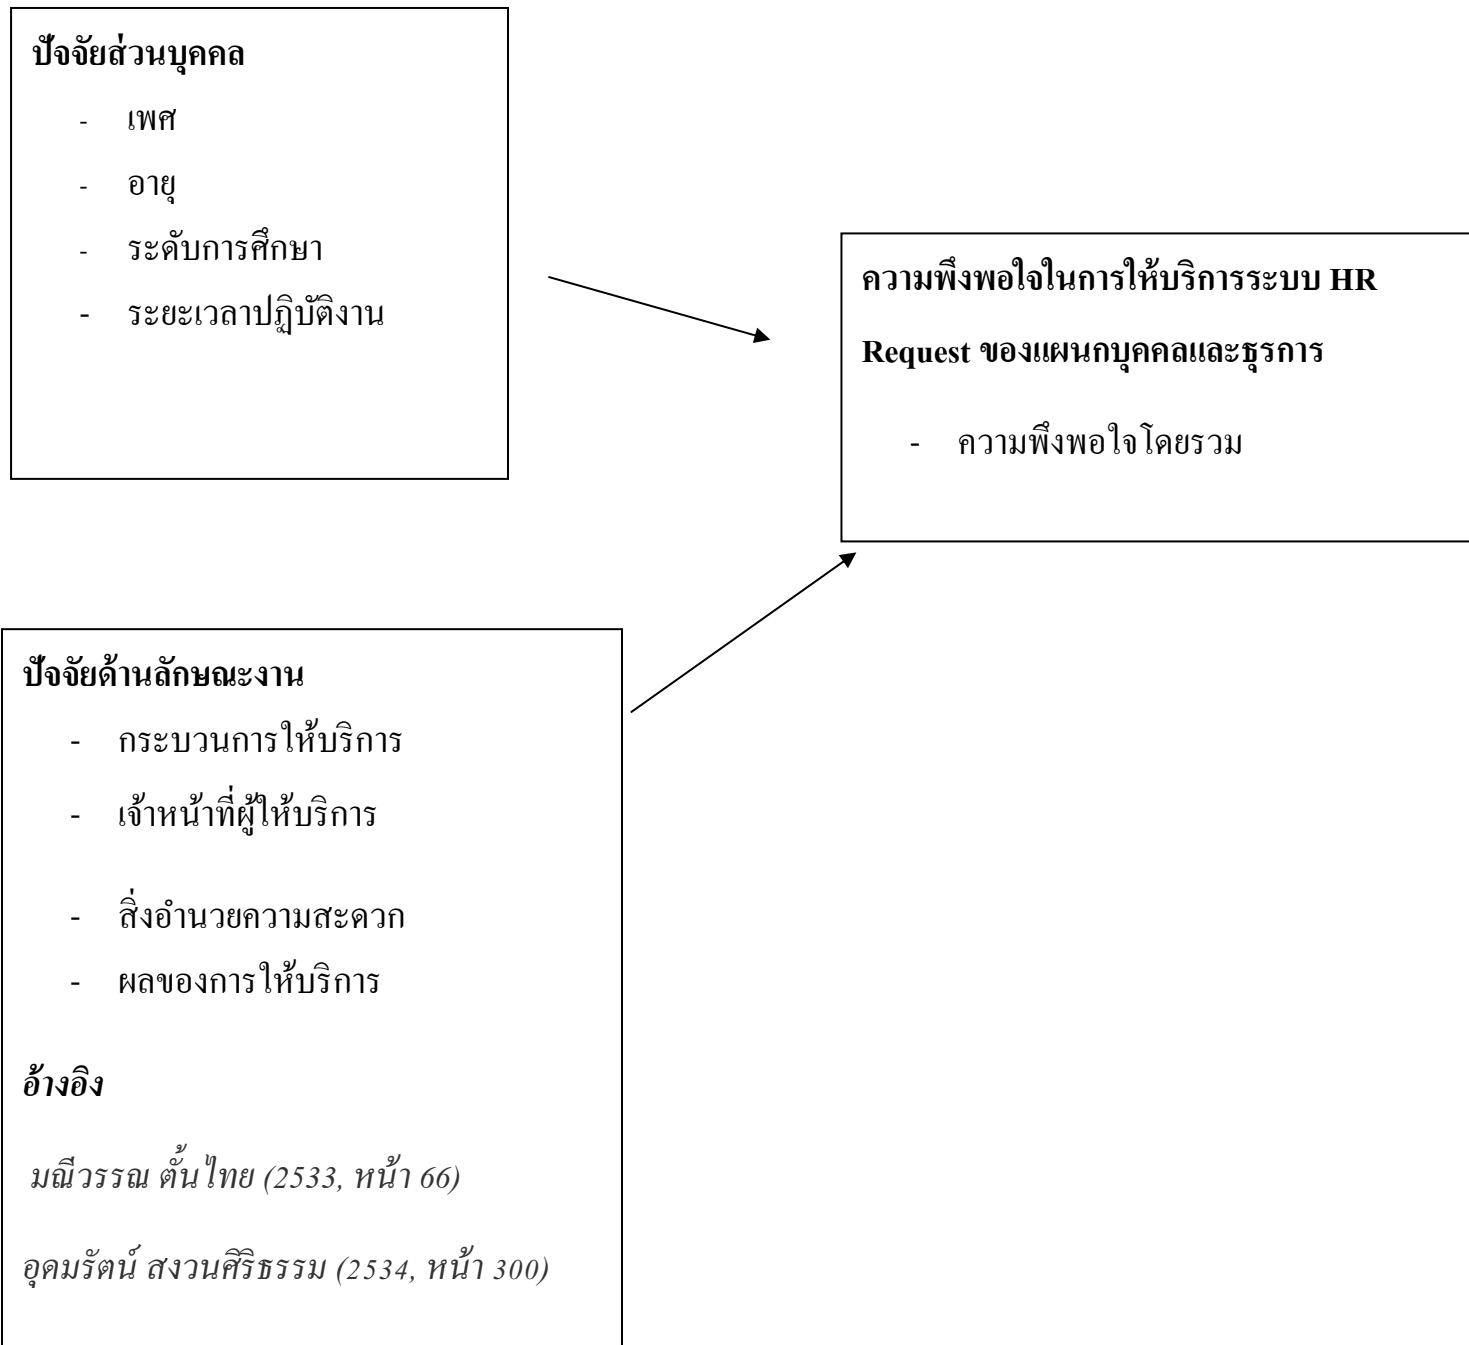 ปัจจัยส่วนบุคคล
- เพศ
- อายุ
- ระดับการศึกษา
- ระยะเวลาปฏิบัติงาน
ความพึงพอใจในการให้บริการระบบ HR
Request ของแผนกบุคคลและธุรการ
- ความพึงพอใจโดยรวม
ปัจจัยด้านลักษณะงาน
- กระบวนการให้บริการ
- เจ้าหน้าที่ผู้ให้บริการ
- สิ่งอำนวยความสะดวก
- ผลของการให้บริการ
อ้างอิง
มณีวรรณ ตั้นไทย (2533, หน้า 66)
อุดมรัตน์ สงวนศิริธรรม (2534, หน้า 300)